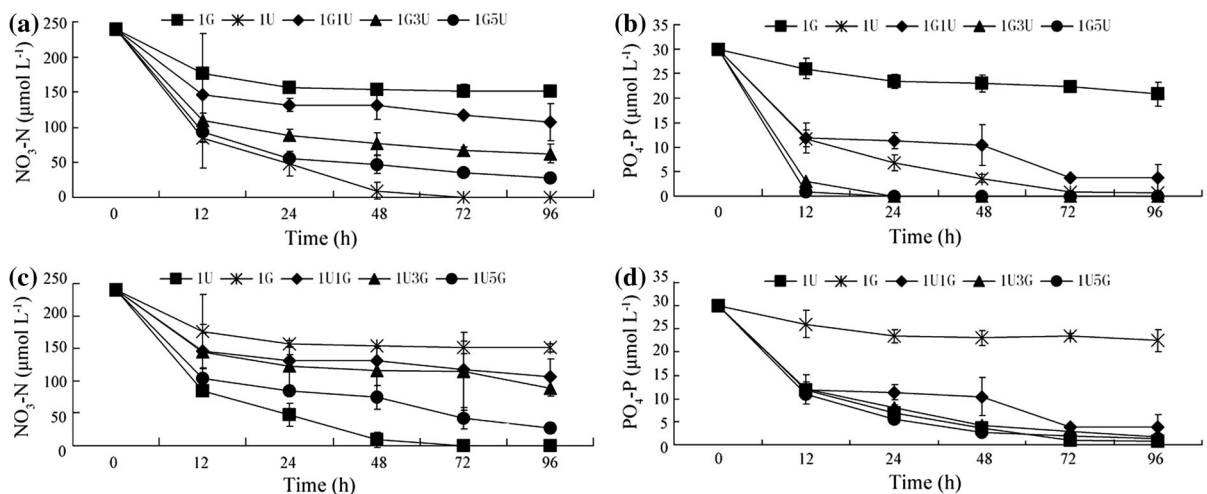 (a)
1G 1U 1G1U 1G3U 1G5U
250
200
150
100
50
0
NO₃-N (µmol L⁻¹)
0 12 24 48 72 96
Time (h)
(b)
1G 1U 1G1U 1G3U 1G5U
35
30
25
20
15
10
5
0
PO₄-P (µmol L⁻¹)
0 12 24 48 72 96
Time (h)
(c)
1U 1G 1U1G 1U3G 1U5G
250
200
150
100
50
0
NO₃-N (µmol L⁻¹)
0 12 24 48 72 96
Time (h)
(d)
1U 1G 1U1G 1U3G 1U5G
35
30
25
20
15
10
5
0
PO₄-P (µmol L⁻¹)
0 12 24 48 72 96
Time (h)